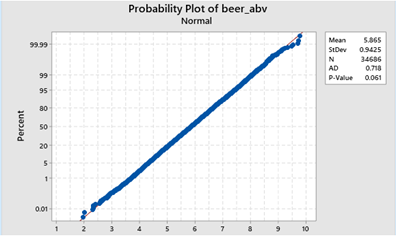 Probability Plot of beer_abv
Normal
Mean 5.865
StDev 0.9425
N 34686
AD 0.718
P-Value 0.061
Percent
99.99
99
95
80
50
20
5
1
0.01
1 2 3 4 5 6 7 8 9 10